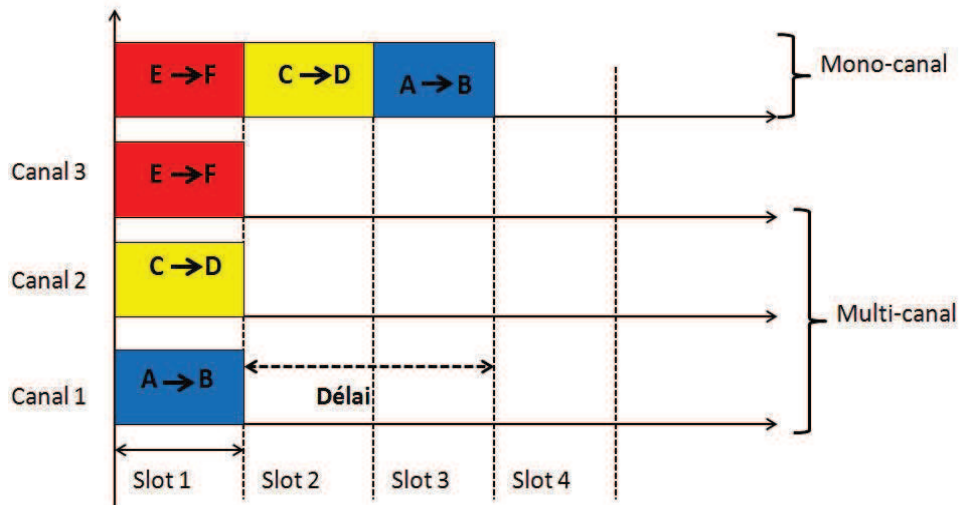 E → F
C → D
A → B
Mono-canal
Canal 3
E → F
Canal 2
C → D
Multi-canal
Canal 1
A → B
Délai
Slot 1
Slot 2
Slot 3
Slot 4